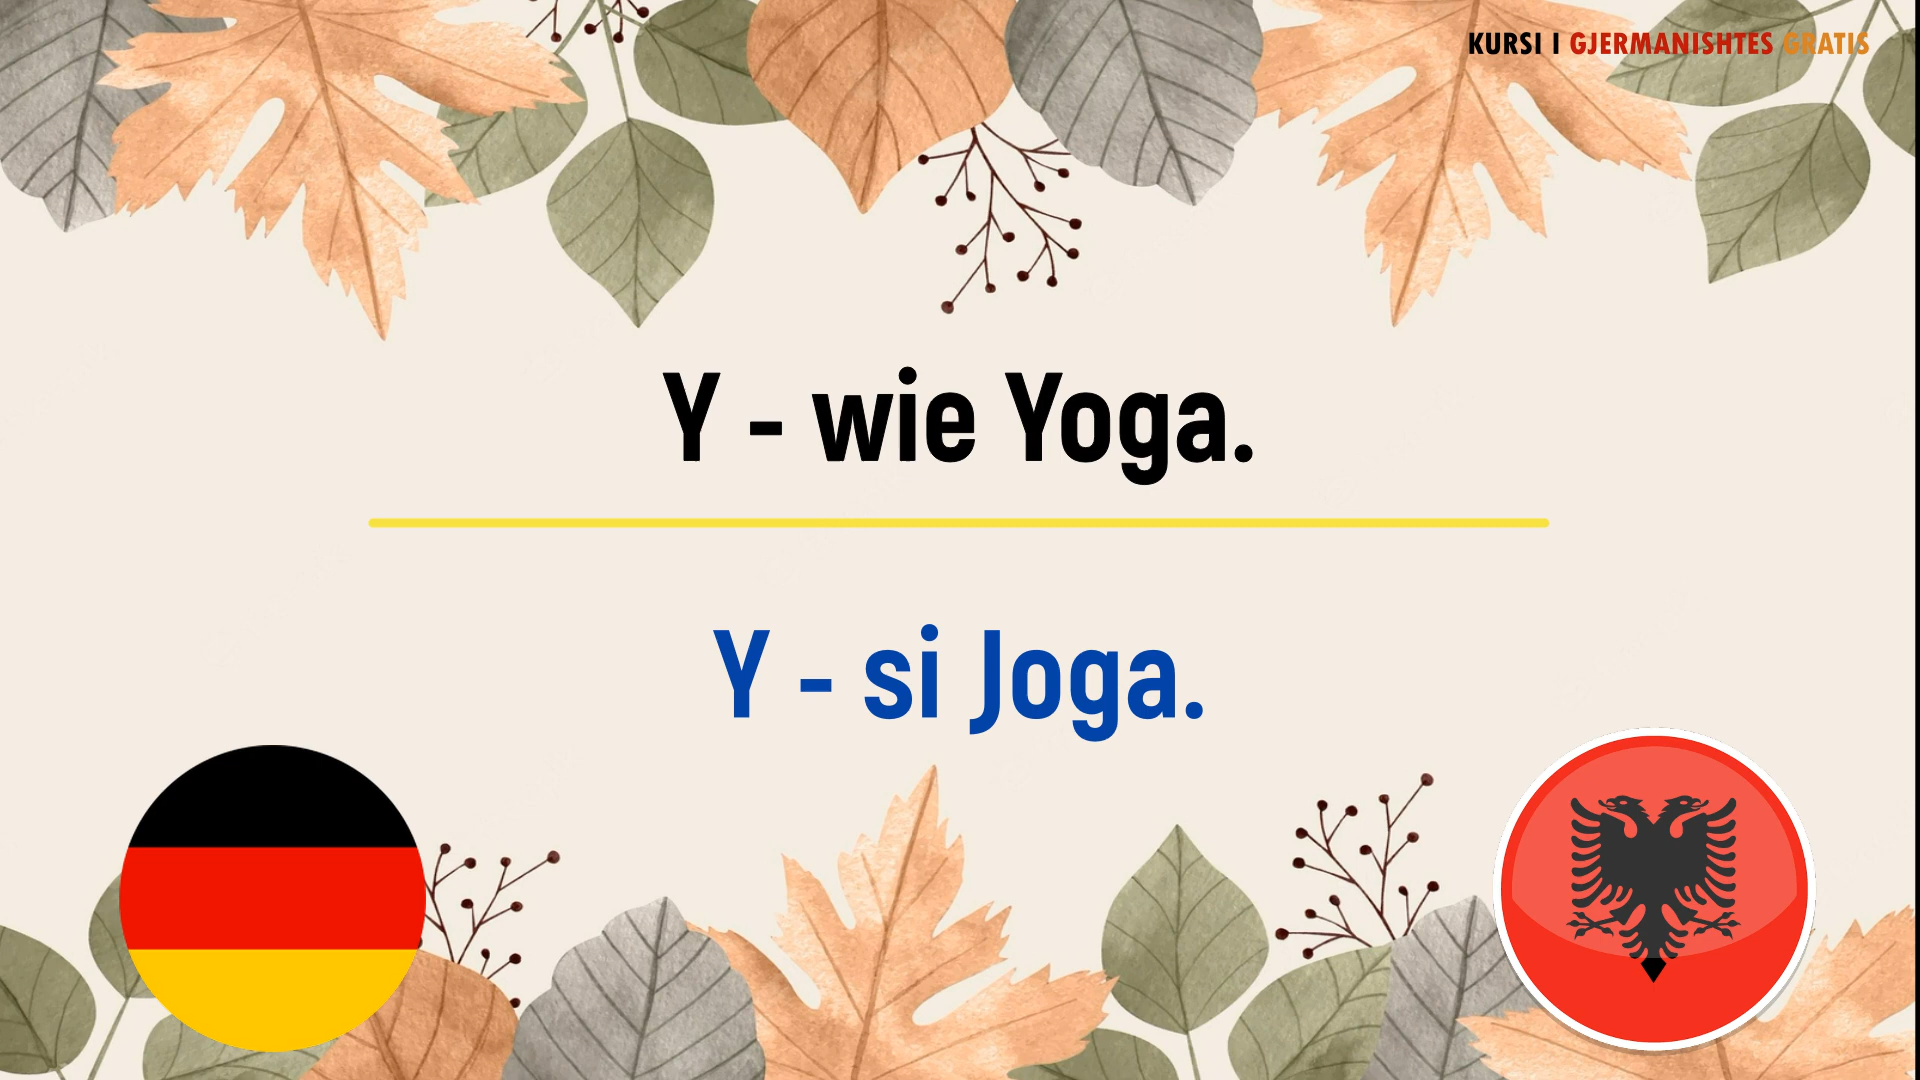 KURSI I GJERMANISHTES GRATIS
Y - wie Yoga.
Y - si Joga.